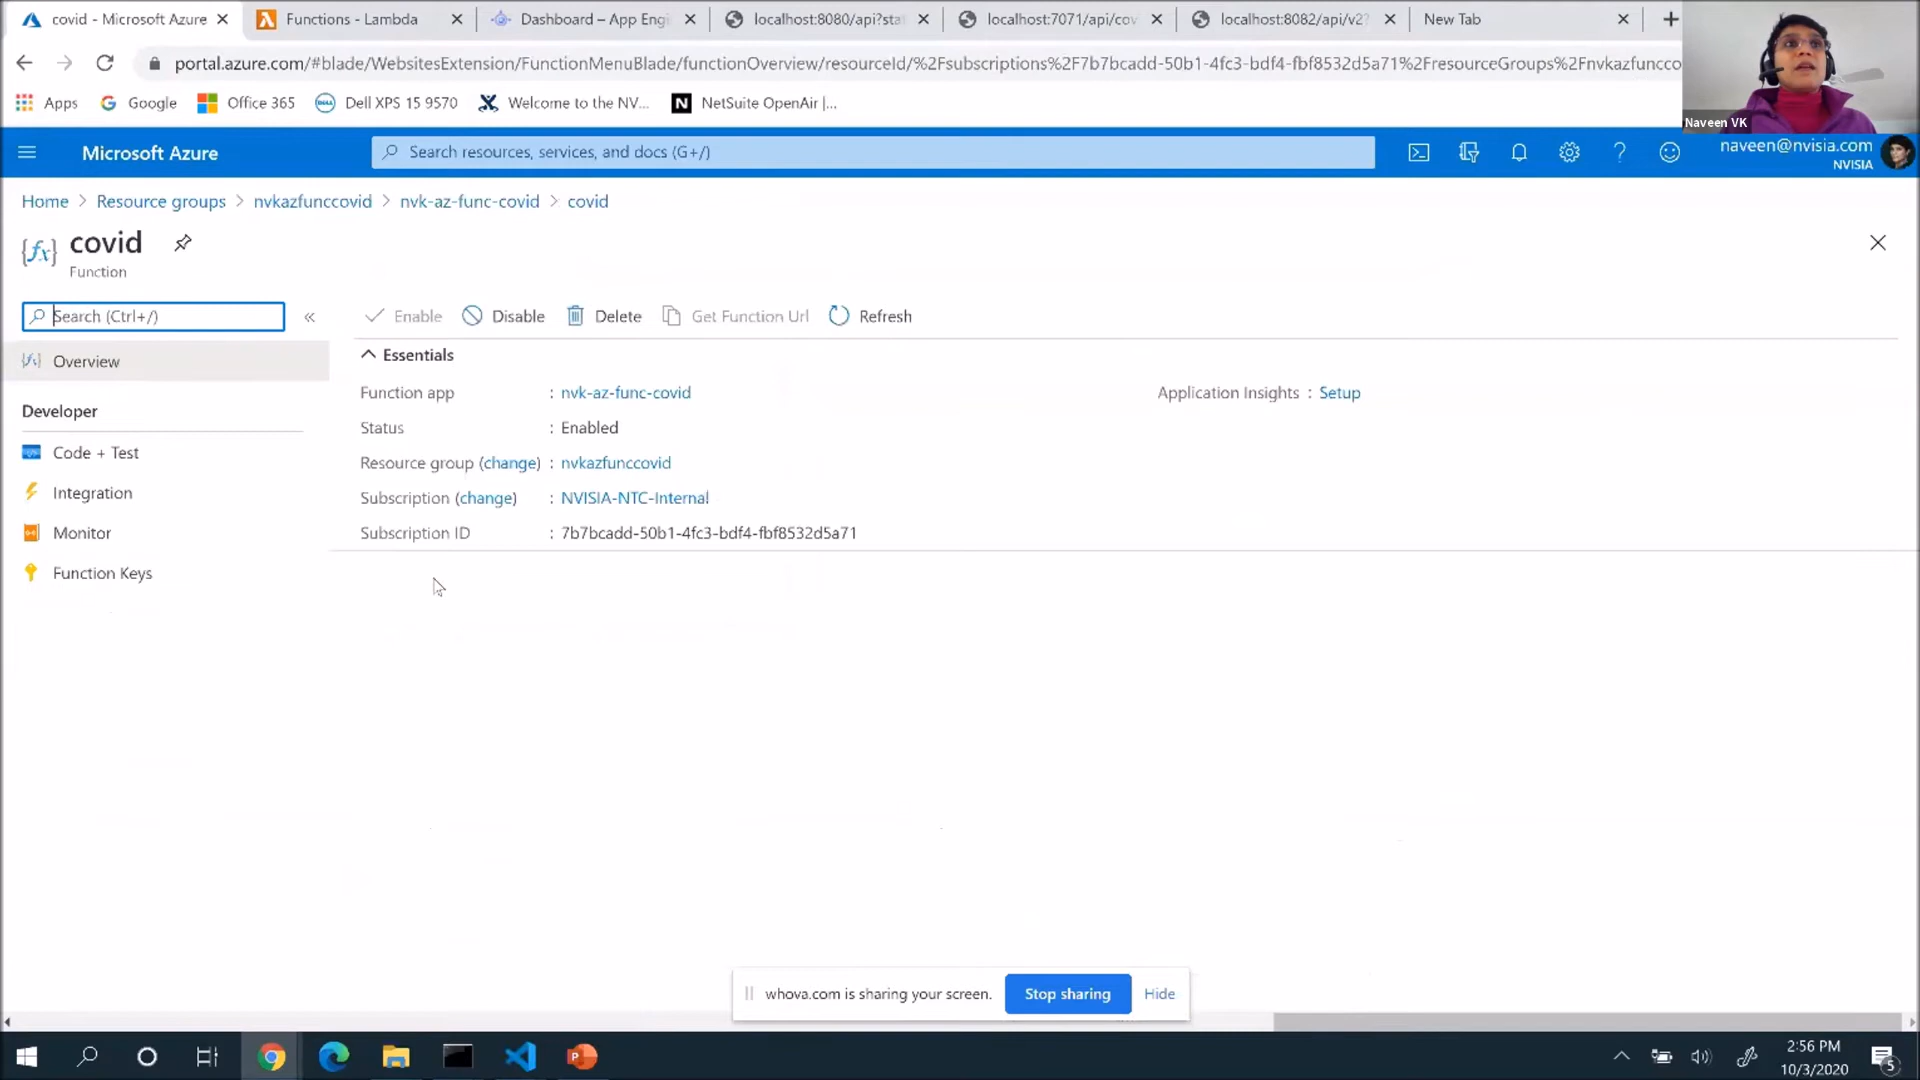 covid - Microsoft Azure
Functions - Lambda
Dashboard – App Engi
localhost:8080/api?sta
localhost:7071/api/cov
localhost:8082/api/v2?
New Tab
portal.azure.com/#blade/WebsitesExtension/FunctionMenuBlade/functionOverview/resourceId/%2Fsubscriptions%2F7b7bcadd-50b1-4fc3-bdf4-fbf8532d5a71%2FresourceGroups%2Fnvkazfuncco
Apps
Google
Office 365
Dell XPS 15 9570
Welcome to the NV...
NetSuite OpenAir |...
Naveen VK
Microsoft Azure
Search resources, services, and docs (G+/)
naveen@nvisia.com
NVISIA
Home > Resource groups > nvkazfunccovid > nvk-az-func-covid > covid
covid
Function
Search (Ctrl+/)
Enable
Disable
Delete
Get Function Url
Refresh
Overview
Developer
Code + Test
Integration
Monitor
Function Keys
Essentials
Function app : nvk-az-func-covid
Application Insights : Setup
Status : Enabled
Resource group (change) : nvkazfunccovid
Subscription (change) : NVISIA-NTC-Internal
Subscription ID : 7b7bcadd-50b1-4fc3-bdf4-fbf8532d5a71
whova.com is sharing your screen.
Stop sharing
Hide
2:56 PM
10/3/2020
5